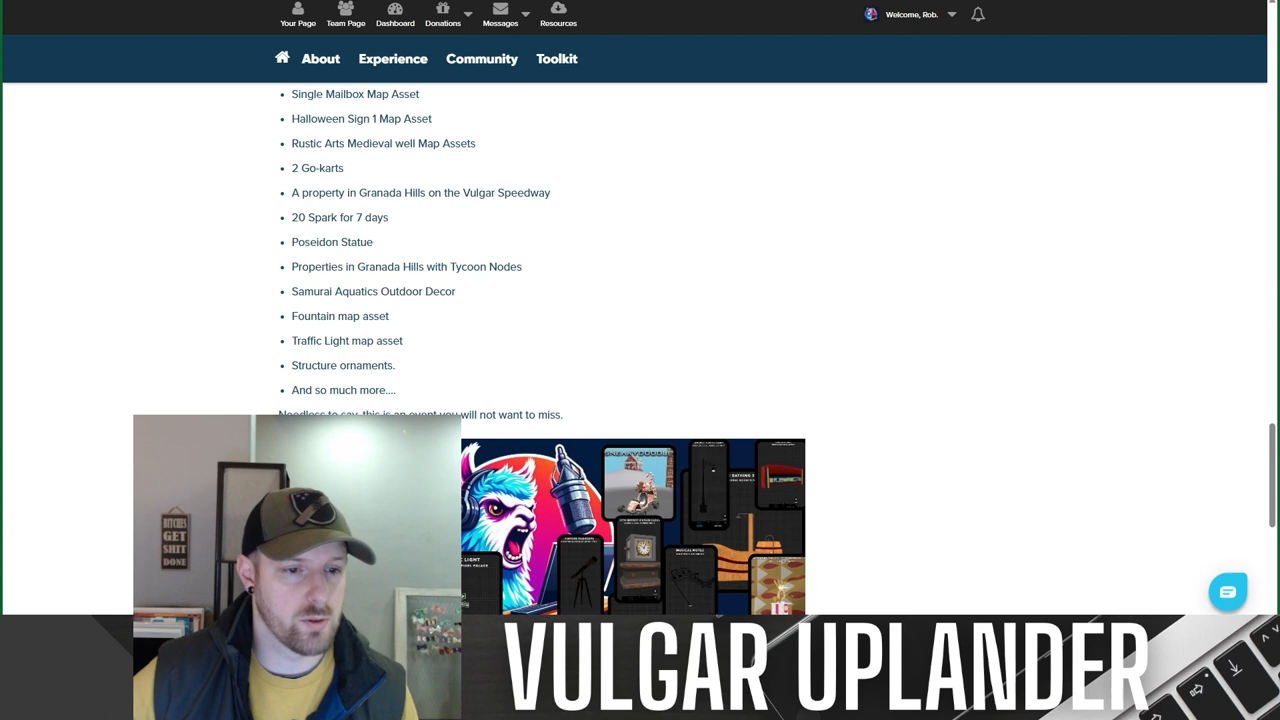 Your Page Team Page Dashboard Donations Messages Resources Welcome, Rob.
About Experience Community Toolkit
Single Mailbox Map Asset
Halloween Sign 1 Map Asset
Rustic Arts Medieval well Map Assets
2 Go-karts
A property in Granada Hills on the Vulgar Speedway
20 Spark for 7 days
Poseidon Statue
Properties in Granada Hills with Tycoon Nodes
Samurai Aquatics Outdoor Decor
Fountain map asset
Traffic Light map asset
Structure ornaments.
And so much more....
Needless to say, this is an event you will not want to miss.
BITCHES
GET
SHIT
DONE
VULGAR UPLANDER